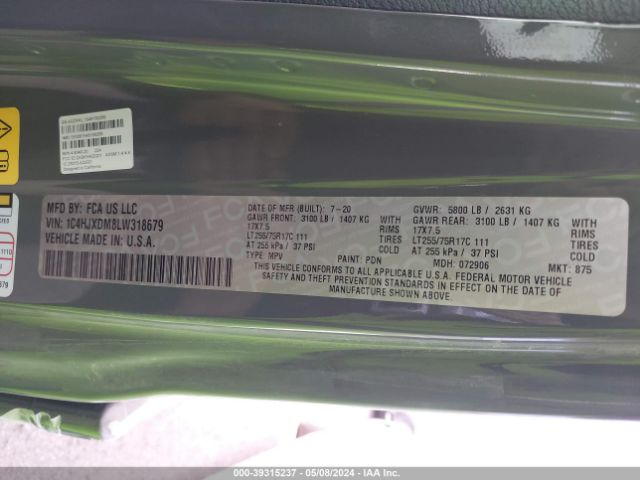 MFD BY: FCA US LLC
VIN: 1C4HJXDM8LW318679
VEHICLE MADE IN U.S.A.
DATE OF MFR (BUILT): 7-20
GVWR: 5800 LB / 2631 KG
GAWR FRONT: 3100 LB / 1407 KG WITH
GAWR REAR: 3100 LB / 1407 KG WITH
17X7.5 RIMS
17X7.5 RIMS
LT255/75R17C 111 TIRES
LT255/75R17C 111 TIRES
AT 255 kPa / 37 PSI COLD
AT 255 kPa / 37 PSI COLD
TYPE: MPV PAINT: PDN MDH: 072906 MKT: 875
THIS VEHICLE CONFORMS TO ALL APPLICABLE U.S.A. FEDERAL MOTOR VEHICLE
SAFETY AND THEFT PREVENTION STANDARDS IN EFFECT ON THE DATE OF
MANUFACTURE SHOWN ABOVE.
000-39315237 - 05/08/2024 - IAAI.com